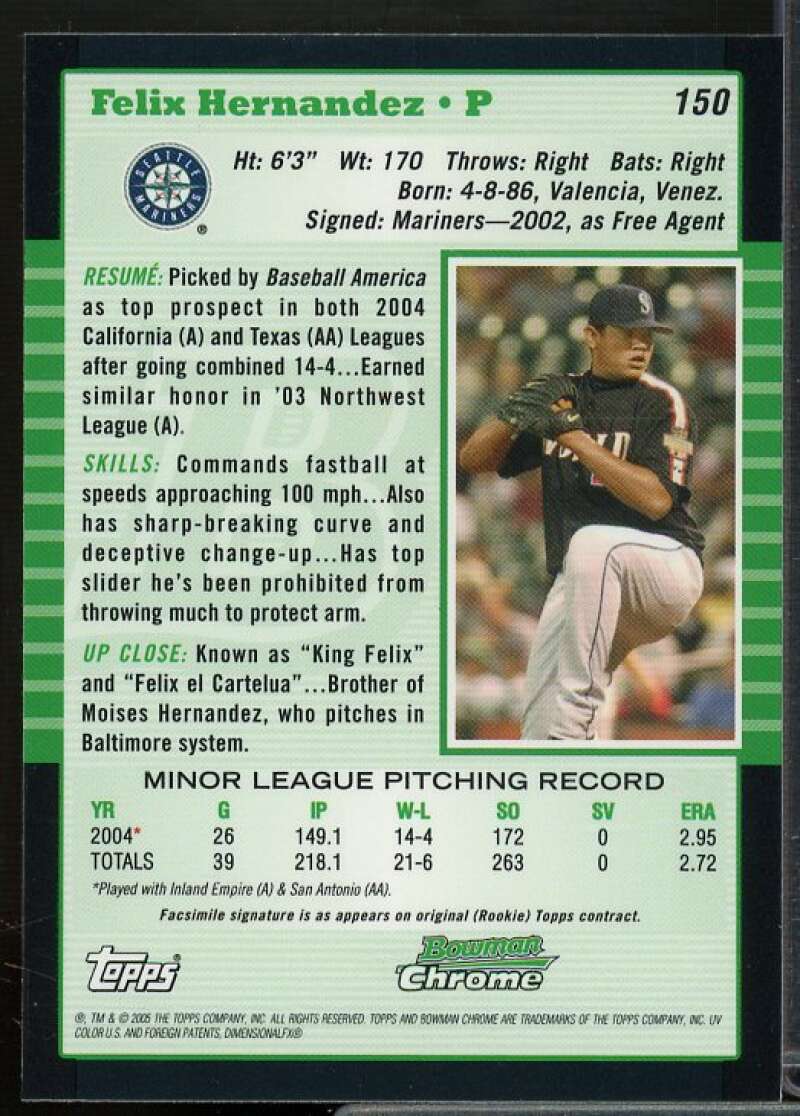 Felix Hernandez • P 150
SEATTLE MARINERS ®
Ht: 6'3" Wt: 170 Throws: Right Bats: Right
Born: 4-8-86, Valencia, Venez.
Signed: Mariners—2002, as Free Agent
RESUMÉ: Picked by Baseball America
as top prospect in both 2004
California (A) and Texas (AA) Leagues
after going combined 14-4...Earned
similar honor in '03 Northwest
League (A).
SKILLS: Commands fastball at
speeds approaching 100 mph...Also
has sharp-breaking curve and
deceptive change-up...Has top
slider he's been prohibited from
throwing much to protect arm.
UP CLOSE: Known as “King Felix”
and “Felix el Cartelua”...Brother of
Moises Hernandez, who pitches in
Baltimore system.
S
WORLD
MINOR LEAGUE PITCHING RECORD
YR G IP W-L SO SV ERA
2004* 26 149.1 14-4 172 0 2.95
TOTALS 39 218.1 21-6 263 0 2.72
*Played with Inland Empire (A) & San Antonio (AA).
Facsimile signature is as appears on original (Rookie) Topps contract.
topps®
Bowman
Chrome
®, TM & © 2005 THE TOPPS COMPANY, INC. ALL RIGHTS RESERVED. TOPPS AND BOWMAN CHROME ARE TRADEMARKS OF THE TOPPS COMPANY, INC. UV
COLOR U.S. AND FOREIGN PATENTS, DIMENSIONALFX®